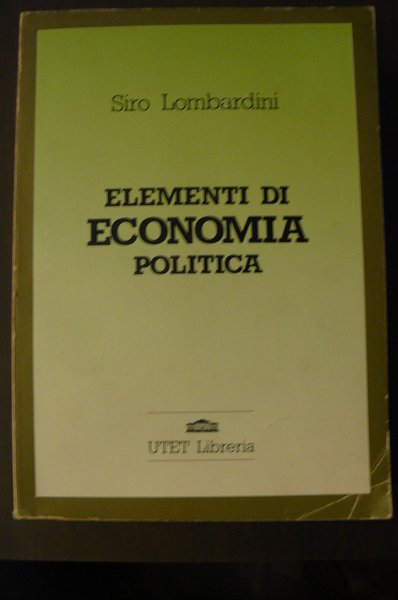 Siro Lombardini
ELEMENTI DI
ECONOMIA
POLITICA
UTET Libreria